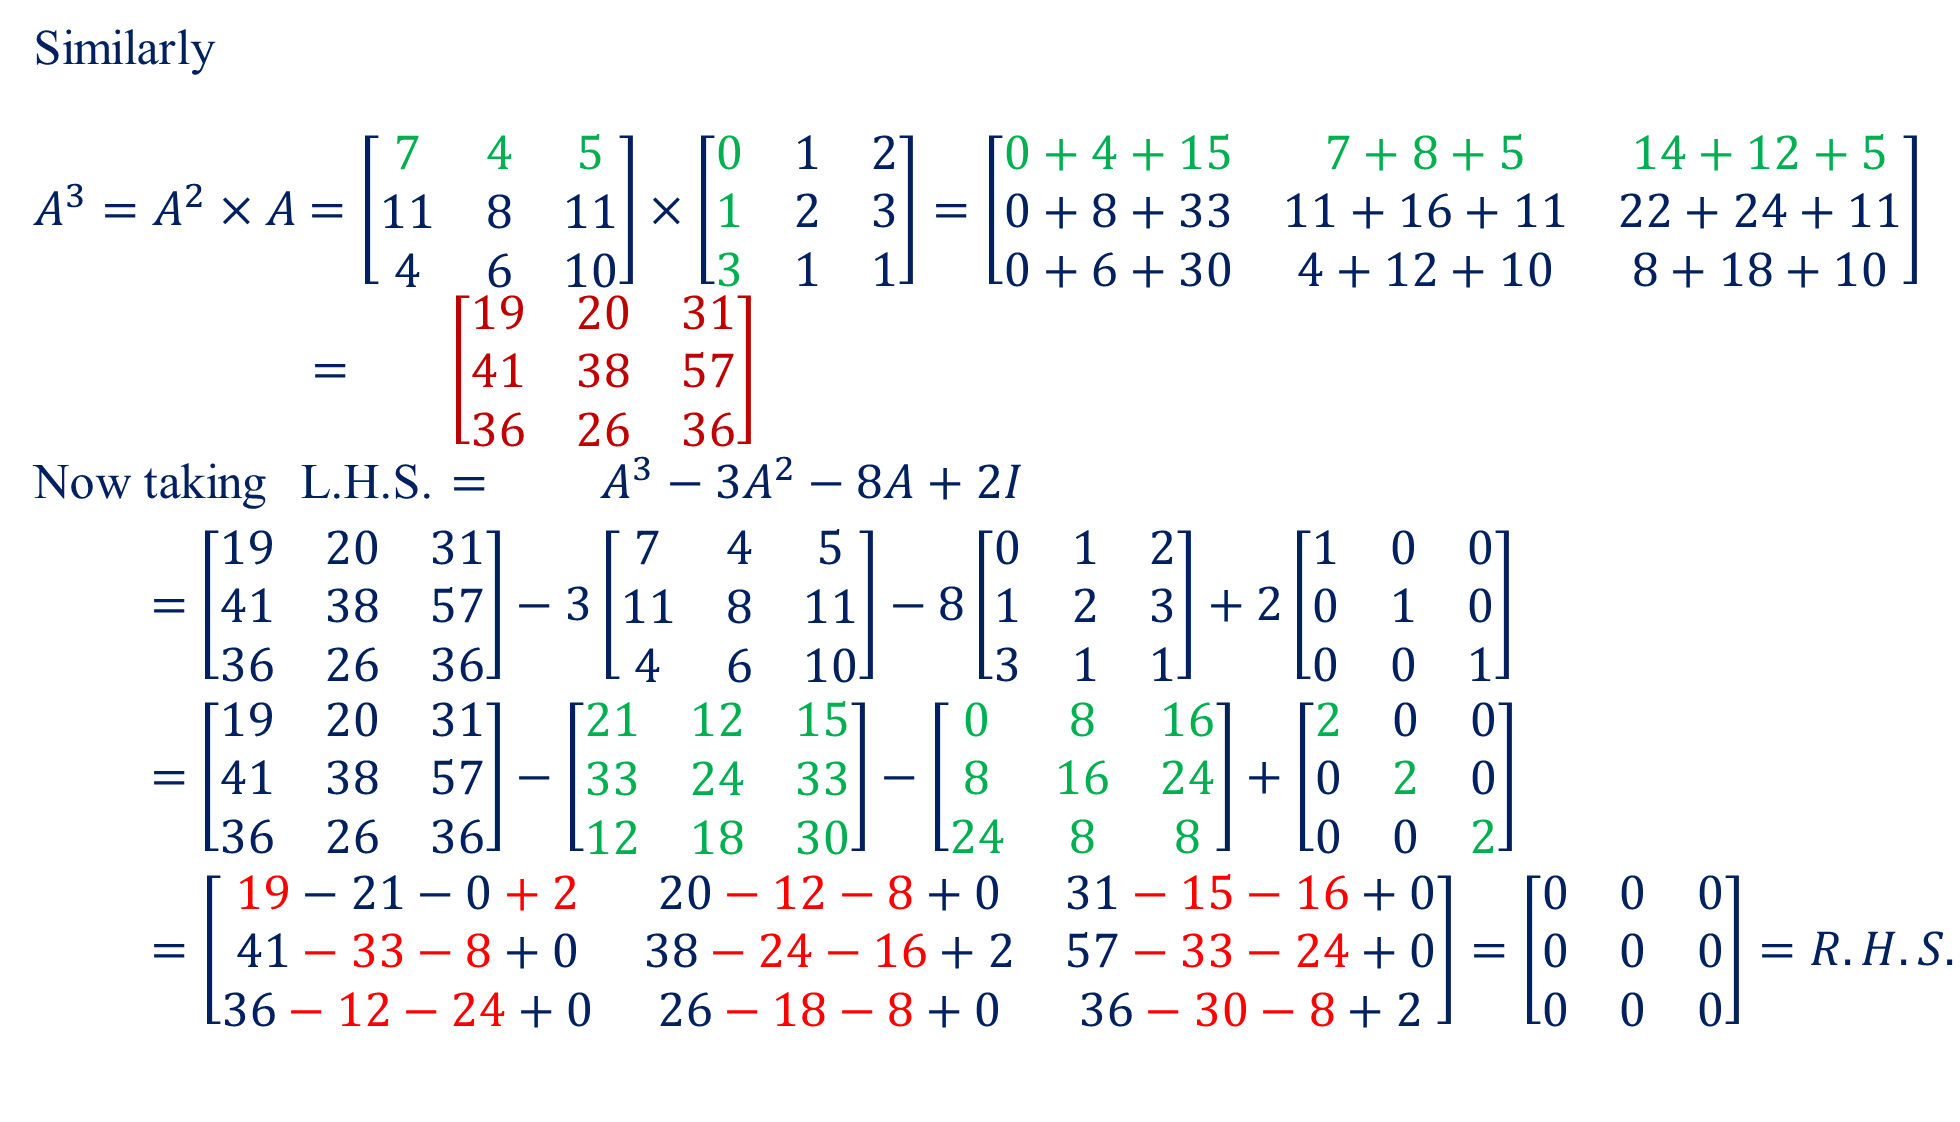 Similarly
A³ = A² × A = [7 4 5; 11 8 11; 4 6 10] × [0 1 2; 1 2 3; 3 1 1] = [0 + 4 + 15 7 + 8 + 5 14 + 12 + 5; 0 + 8 + 33 11 + 16 + 11 22 + 24 + 11; 0 + 6 + 30 4 + 12 + 10 8 + 18 + 10]
= [19 20 31; 41 38 57; 36 26 36]
Now taking L.H.S. = A³ − 3A² − 8A + 2I
= [19 20 31; 41 38 57; 36 26 36] − 3 [7 4 5; 11 8 11; 4 6 10] − 8 [0 1 2; 1 2 3; 3 1 1] + 2 [1 0 0; 0 1 0; 0 0 1]
= [19 20 31; 41 38 57; 36 26 36] − [21 12 15; 33 24 33; 12 18 30] − [0 8 16; 8 16 24; 24 8 8] + [2 0 0; 0 2 0; 0 0 2]
= [19 − 21 − 0 + 2 20 − 12 − 8 + 0 31 − 15 − 16 + 0; 41 − 33 − 8 + 0 38 − 24 − 16 + 2 57 − 33 − 24 + 0; 36 − 12 − 24 + 0 26 − 18 − 8 + 0 36 − 30 − 8 + 2] = [0 0 0; 0 0 0; 0 0 0] = R.H.S.